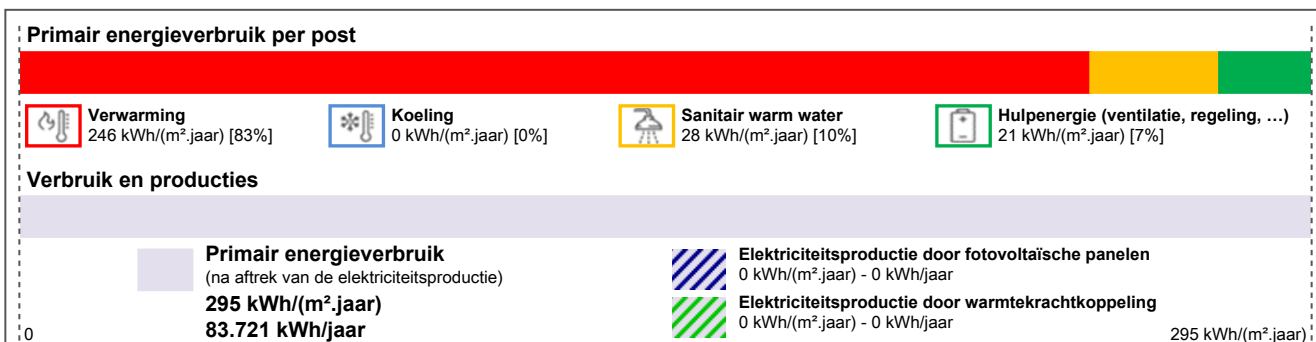 Primair energieverbruik per post
Verwarming
246 kWh/(m².jaar) [83%]
Koeling
0 kWh/(m².jaar) [0%]
Sanitair warm water
28 kWh/(m².jaar) [10%]
Hulpenergie (ventilatie, regeling, …)
21 kWh/(m².jaar) [7%]
Verbruik en producties
Primair energieverbruik
(na aftrek van de elektriciteitsproductie)
295 kWh/(m².jaar)
83.721 kWh/jaar
Elektriciteitsproductie door fotovoltaïsche panelen
0 kWh/(m².jaar) - 0 kWh/jaar
Elektriciteitsproductie door warmtekrachtkoppeling
0 kWh/(m².jaar) - 0 kWh/jaar
0
295 kWh/(m².jaar)